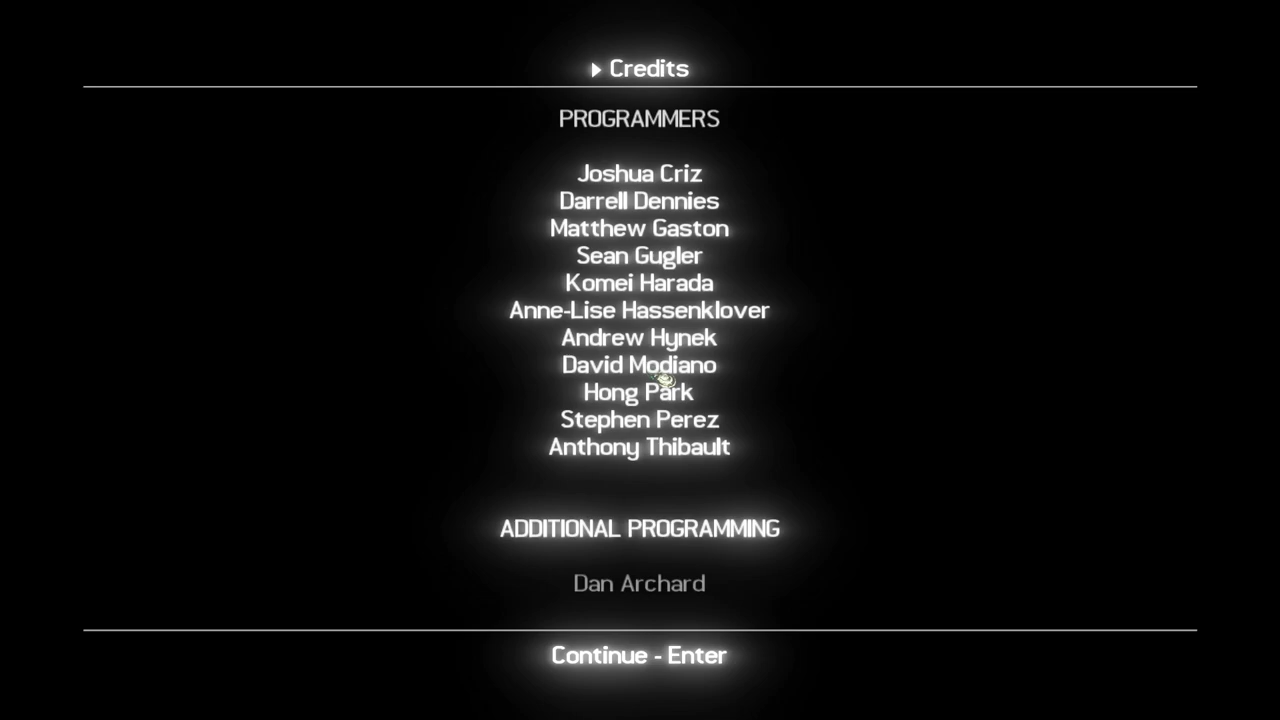 Credits
PROGRAMMERS
Joshua Criz
Darrell Dennies
Matthew Gaston
Sean Gugler
Komei Harada
Anne-Lise Hassenklover
Andrew Hynek
David Modiano
Hong Park
Stephen Perez
Anthony Thibault
ADDITIONAL PROGRAMMING
Dan Archard
Continue - Enter